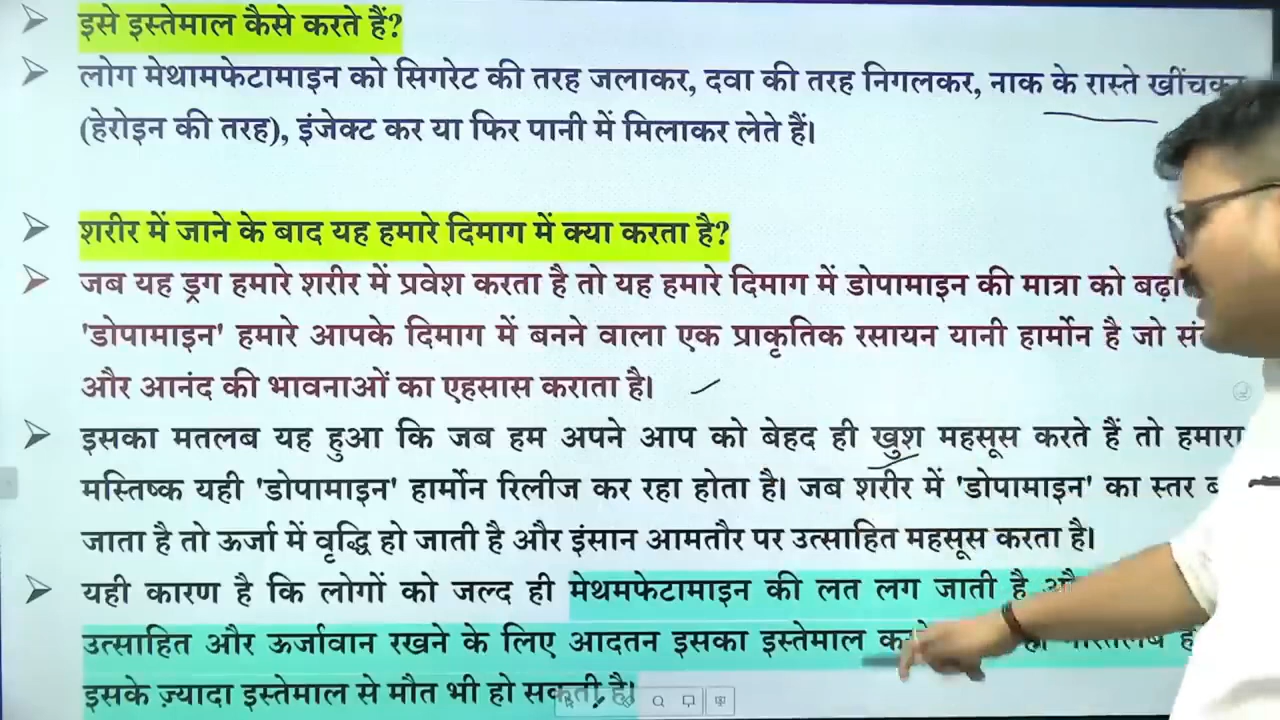 इसे इस्तेमाल कैसे करते हैं?
लोग मेथामफेटामाइन को सिगरेट की तरह जलाकर, दवा की तरह निगलकर, नाक के रास्ते खींचकर
(हेरोइन की तरह), इंजेक्ट कर या फिर पानी में मिलाकर लेते हैं।
शरीर में जाने के बाद यह हमारे दिमाग में क्या करता है?
जब यह ड्रग हमारे शरीर में प्रवेश करता है तो यह हमारे दिमाग में डोपामाइन की मात्रा को
'डोपामाइन' हमारे आपके दिमाग में बनने वाला एक प्राकृतिक रसायन यानी हार्मोन है जो
और आनंद की भावनाओं का एहसास कराता है।
इसका मतलब यह हुआ कि जब हम अपने आप को बेहद ही खुश महसूस करते हैं तो हमारा
मस्तिष्क यही 'डोपामाइन' हार्मोन रिलीज कर रहा होता है। जब शरीर में 'डोपामाइन' का स्तर
जाता है तो ऊर्जा में वृद्धि हो जाती है और इंसान आमतौर पर उत्साहित महसूस करता है।
यही कारण है कि लोगों को जल्द ही मेथमफेटामाइन की लत लग जाती है
उत्साहित और ऊर्जावान रखने के लिए आदतन इसका इस्तेमाल
इसके ज़्यादा इस्तेमाल से मौत भी हो सकती है।